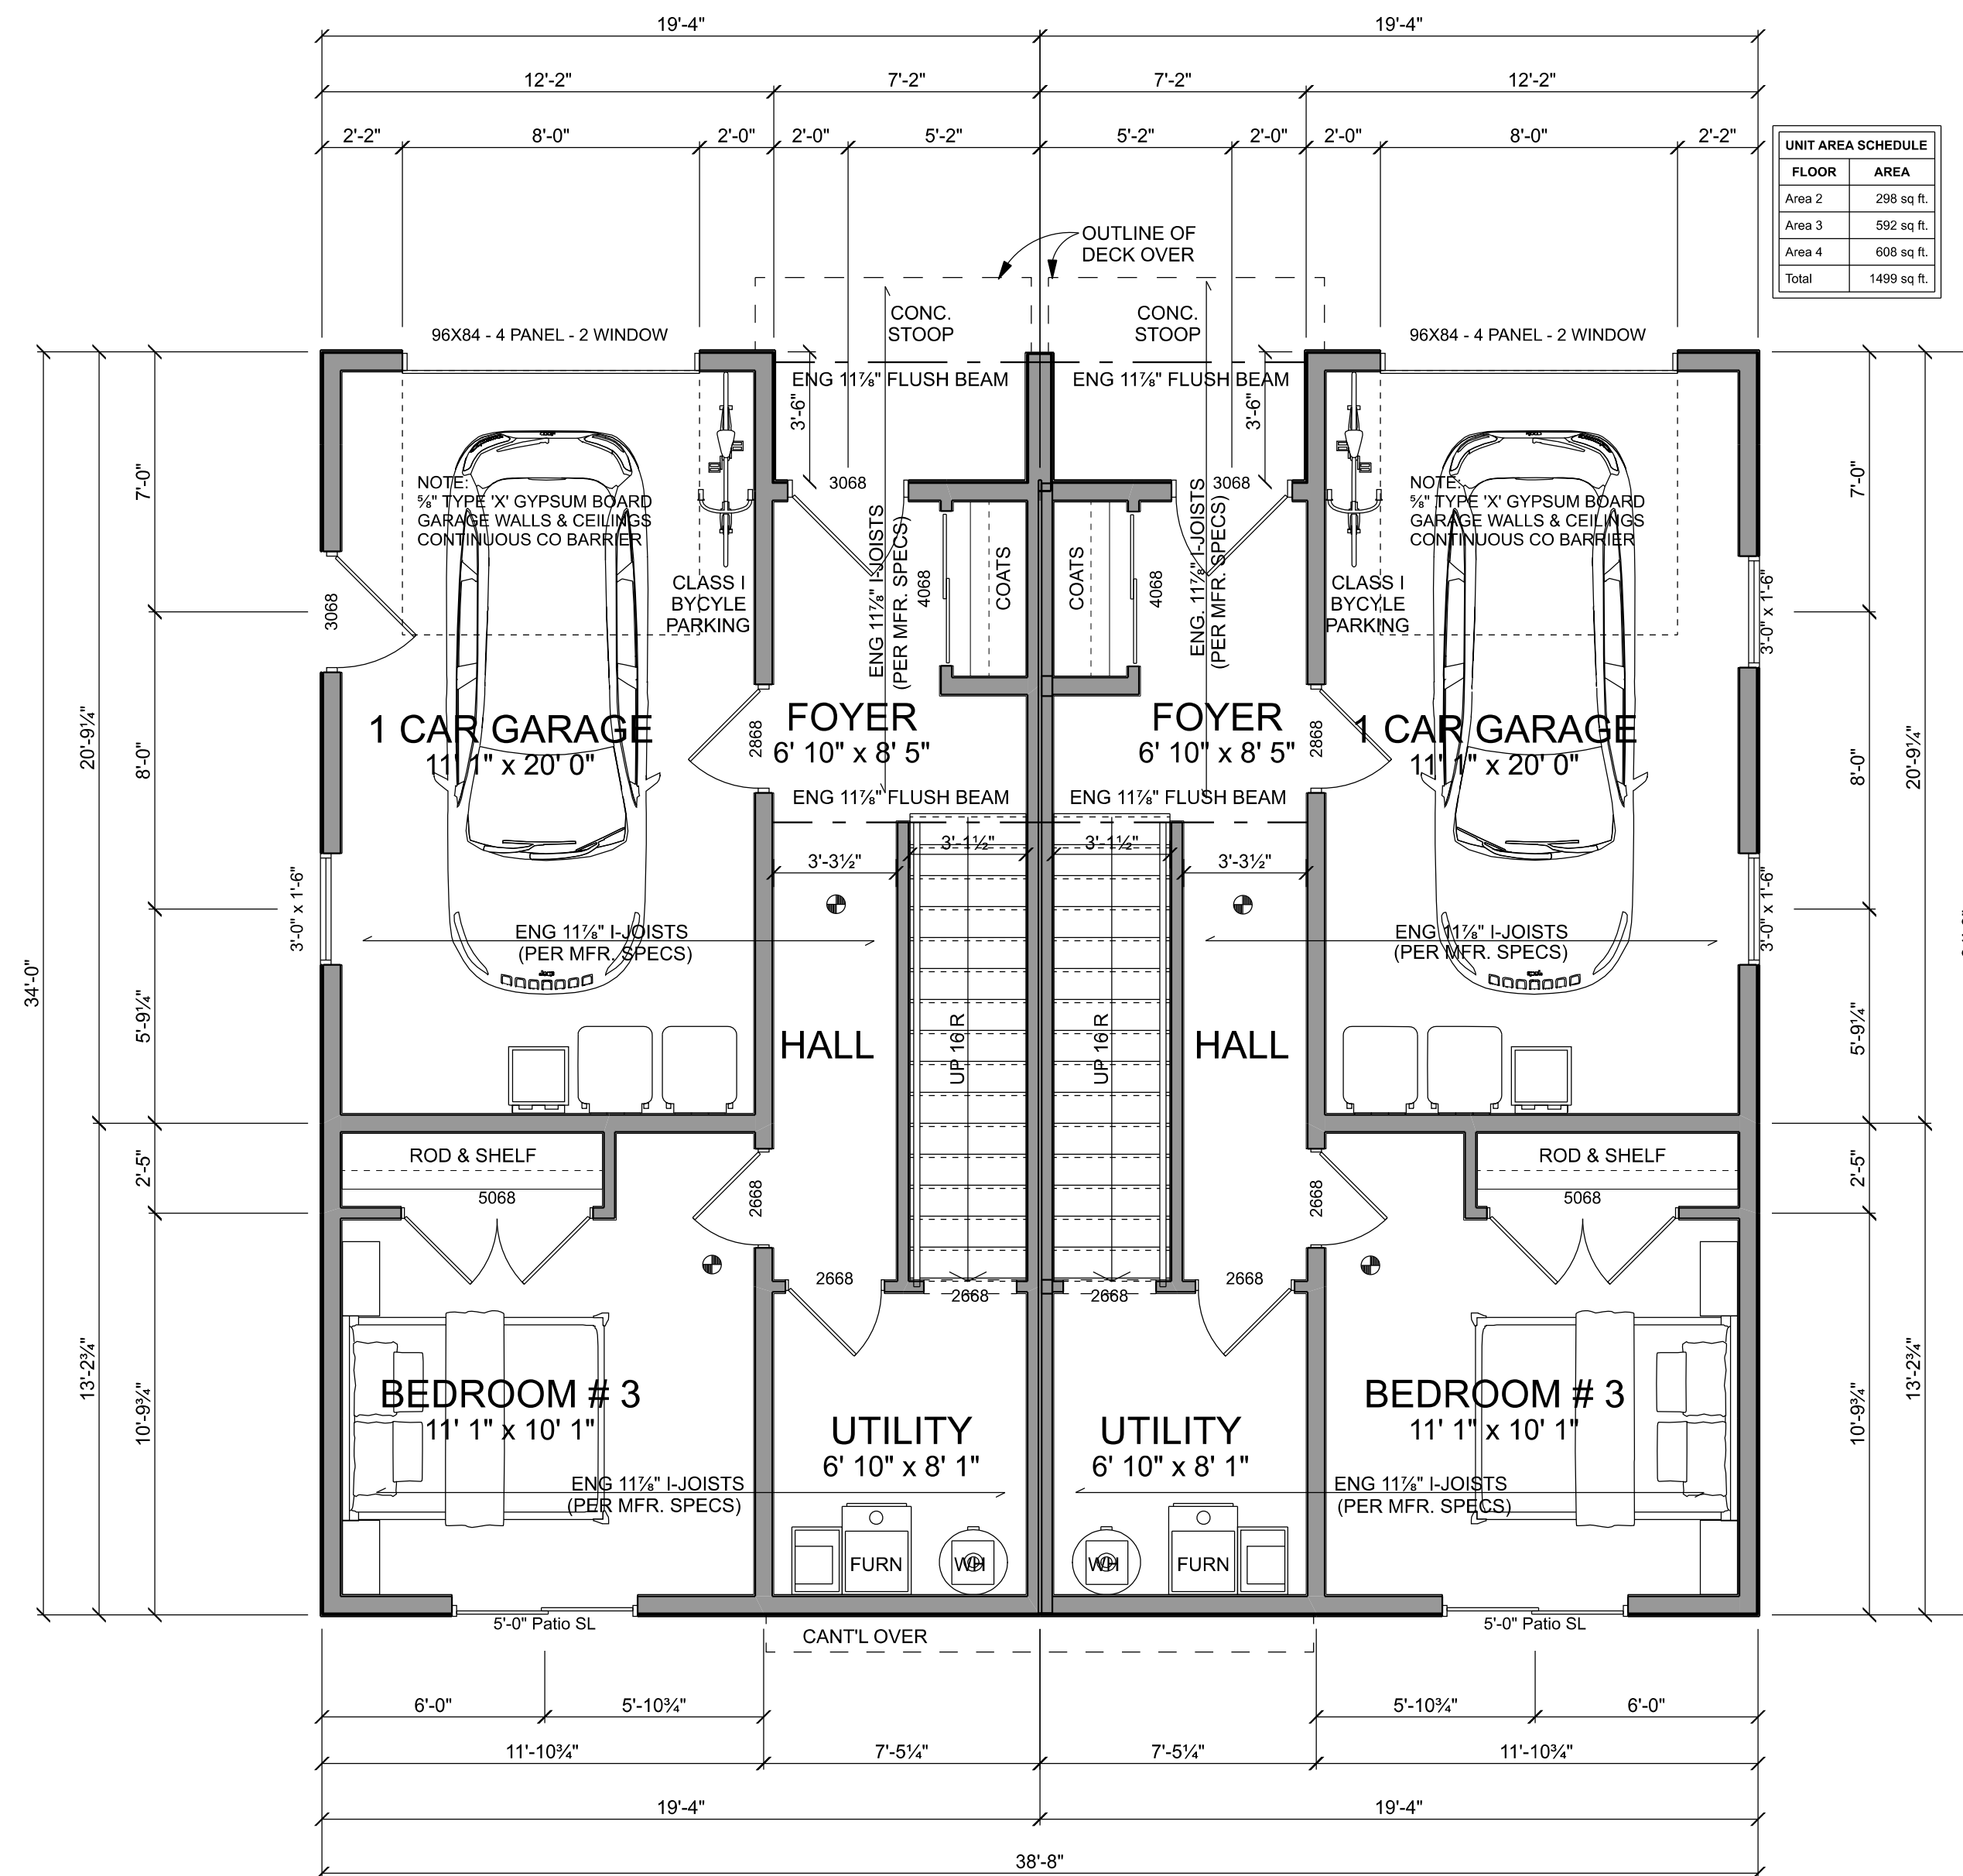 19'-4" 19'-4"
12'-2" 7'-2" 7'-2" 12'-2"
2'-2" 8'-0" 2'-0" 2'-0" 5'-2" 5'-2" 2'-0" 2'-0" 8'-0" 2'-2"
UNIT AREA SCHEDULE
FLOOR AREA
Area 2 298 sq ft.
Area 3 592 sq ft.
Area 4 608 sq ft.
Total 1499 sq ft.
OUTLINE OF
DECK OVER
CONC.
STOOP
CONC.
STOOP
96X84 - 4 PANEL - 2 WINDOW
96X84 - 4 PANEL - 2 WINDOW
ENG 11⅞" FLUSH BEAM
ENG 11⅞" FLUSH BEAM
3'-6"
3'-6"
3068
3068
NOTE:
⅝" TYPE 'X' GYPSUM BOARD
GARAGE WALLS & CEILINGS
CONTINUOUS CO BARRIER
NOTE:
⅝" TYPE 'X' GYPSUM BOARD
GARAGE WALLS & CEILINGS
CONTINUOUS CO BARRIER
7'-0"
7'-0"
CLASS I
BYCYLE
PARKING
CLASS I
BYCYLE
PARKING
ENG 11⅞" I-JOISTS
(PER MFR. SPECS)
ENG. 11⅞" I-JOISTS
(PER MFR. SPECS)
4068
COATS
COATS
4068
3068
3'-0" x 1'-6"
1 CAR GARAGE
11' 1" x 20' 0"
FOYER
6' 10" x 8' 5"
FOYER
6' 10" x 8' 5"
1 CAR GARAGE
11' 1" x 20' 0"
2868
2868
20'-9¼"
8'-0"
8'-0"
20'-9¼"
ENG 11⅞" FLUSH BEAM
ENG 11⅞" FLUSH BEAM
3'-1½"
3'-1½"
3'-3½"
3'-3½"
3'-0" x 1'-6"
3'-0" x 1'-6"
ENG 11⅞" I-JOISTS
(PER MFR. SPECS)
ENG 11⅞" I-JOISTS
(PER MFR. SPECS)
34'-0"
5'-9¼"
5'-9¼"
HALL
UP 16 R
UP 16 R
HALL
2'-5"
ROD & SHELF
5068
2668
2668
ROD & SHELF
5068
2'-5"
2668
2668
2668
2668
13'-2¾"
10'-9¾"
10'-9¾"
13'-2¾"
BEDROOM # 3
11' 1" x 10' 1"
UTILITY
6' 10" x 8' 1"
UTILITY
6' 10" x 8' 1"
BEDROOM # 3
11' 1" x 10' 1"
ENG 11⅞" I-JOISTS
(PER MFR. SPECS)
ENG 11⅞" I-JOISTS
(PER MFR. SPECS)
FURN
WH
WH
FURN
5'-0" Patio SL
5'-0" Patio SL
CANT'L OVER
6'-0" 5'-10¾" 5'-10¾" 6'-0"
11'-10¾" 7'-5¼" 7'-5¼" 11'-10¾"
19'-4" 19'-4"
38'-8"